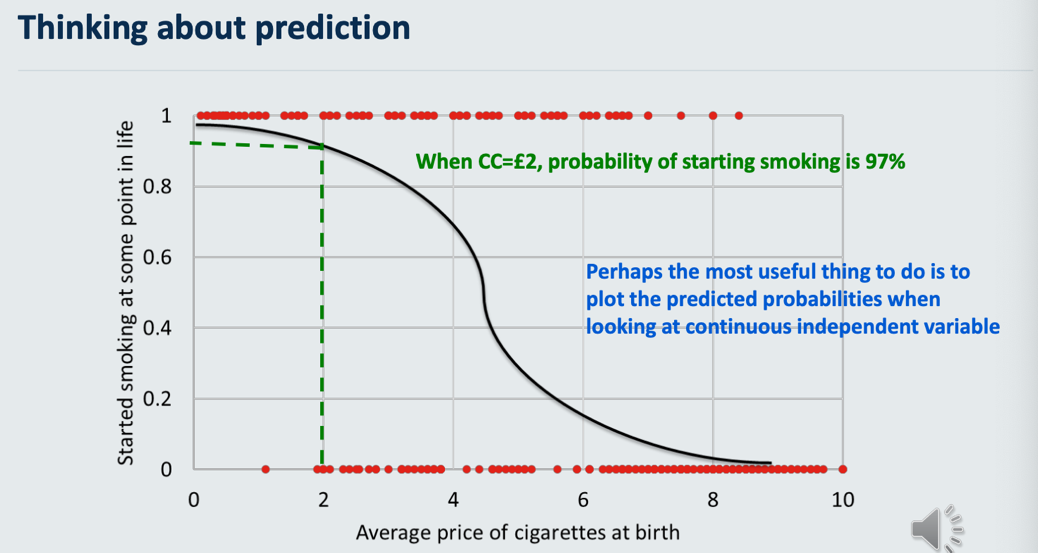 Thinking about prediction
Started smoking at some point in life
1
0.8
0.6
0.4
0.2
0
When CC=£2, probability of starting smoking is 97%
Perhaps the most useful thing to do is to
plot the predicted probabilities when
looking at continuous independent variable
0 2 4 6 8 10
Average price of cigarettes at birth